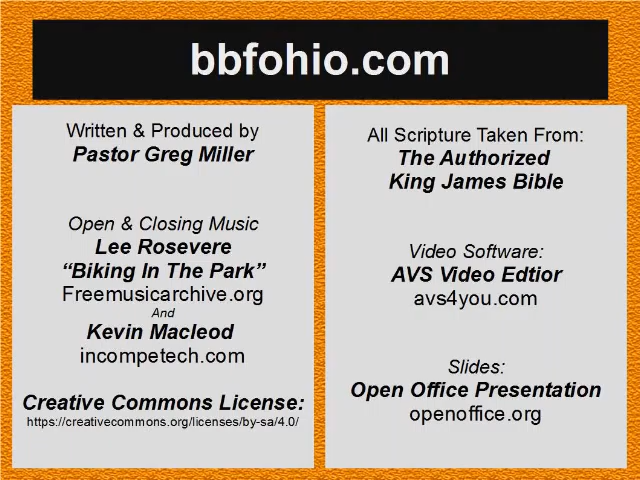 bbfohio.com
Written & Produced by
Pastor Greg Miller
Open & Closing Music
Lee Rosevere
“Biking In The Park”
Freemusicarchive.org
And
Kevin Macleod
incompetech.com
Creative Commons License:
https://creativecommons.org/licenses/by-sa/4.0/
All Scripture Taken From:
The Authorized
King James Bible
Video Software:
AVS Video Edtior
avs4you.com
Slides:
Open Office Presentation
openoffice.org